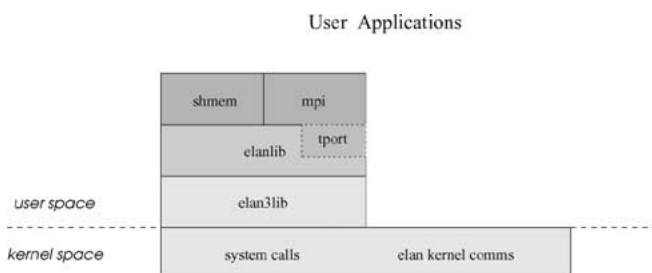 User Applications
shmem mpi
tport
elanlib
user space elan3lib
kernel space system calls elan kernel comms